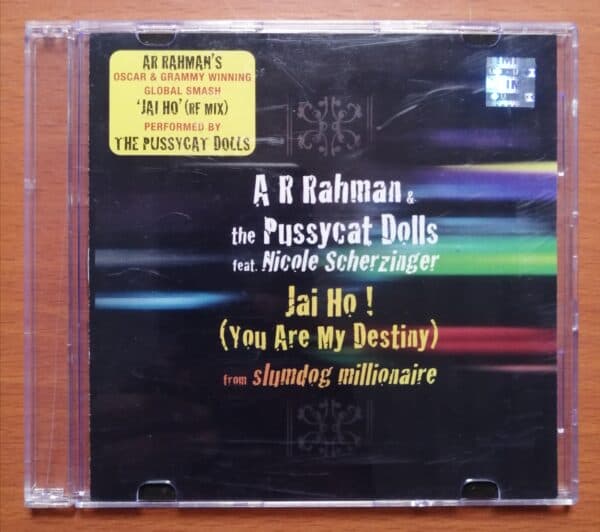 AR RAHMAN'S
OSCAR & GRAMMY WINNING
GLOBAL SMASH
'JAI HO' (RF MIX)
PERFORMED BY
THE PUSSYCAT DOLLS
A R Rahman &
the Pussycat Dolls
feat. Nicole Scherzinger
Jai Ho !
(You Are My Destiny)
from slumdog millionaire